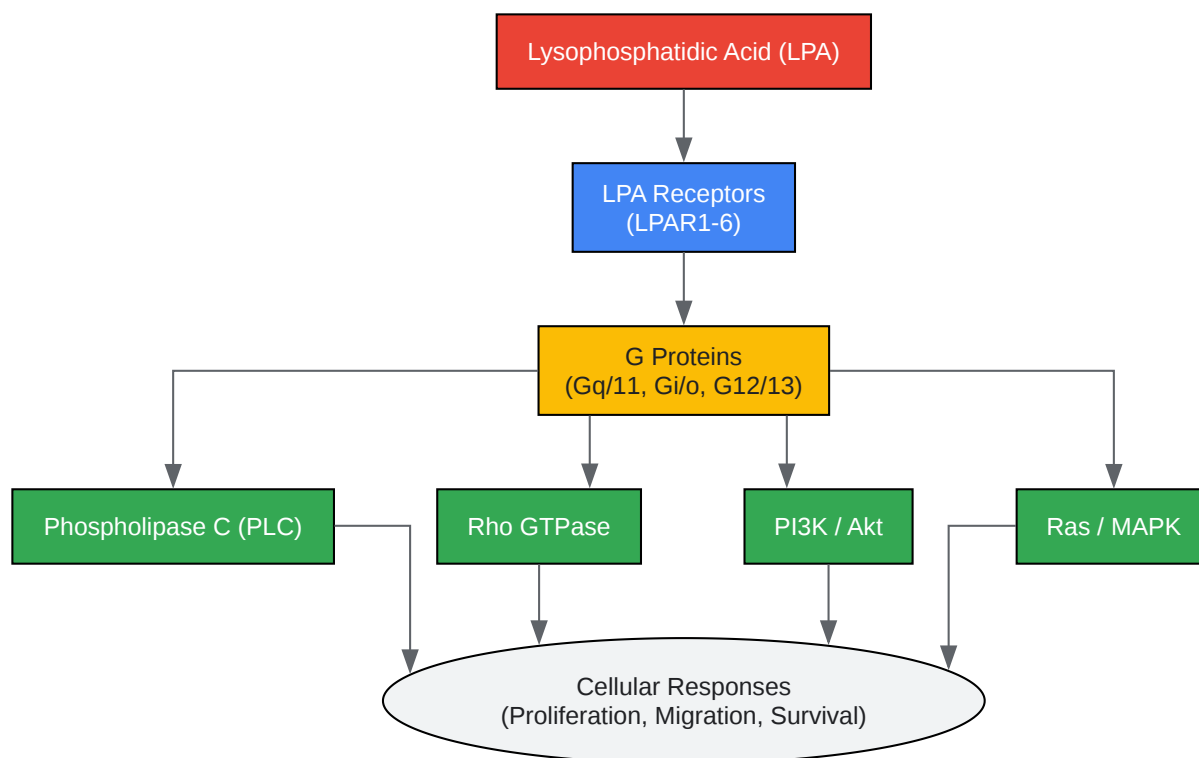 Lysophosphatidic Acid (LPA)
LPA Receptors
(LPAR1-6)
G Proteins
(Gq/11, Gi/o, G12/13)
Phospholipase C (PLC)
Rho GTPase
PI3K / Akt
Ras / MAPK
Cellular Responses
(Proliferation, Migration, Survival)